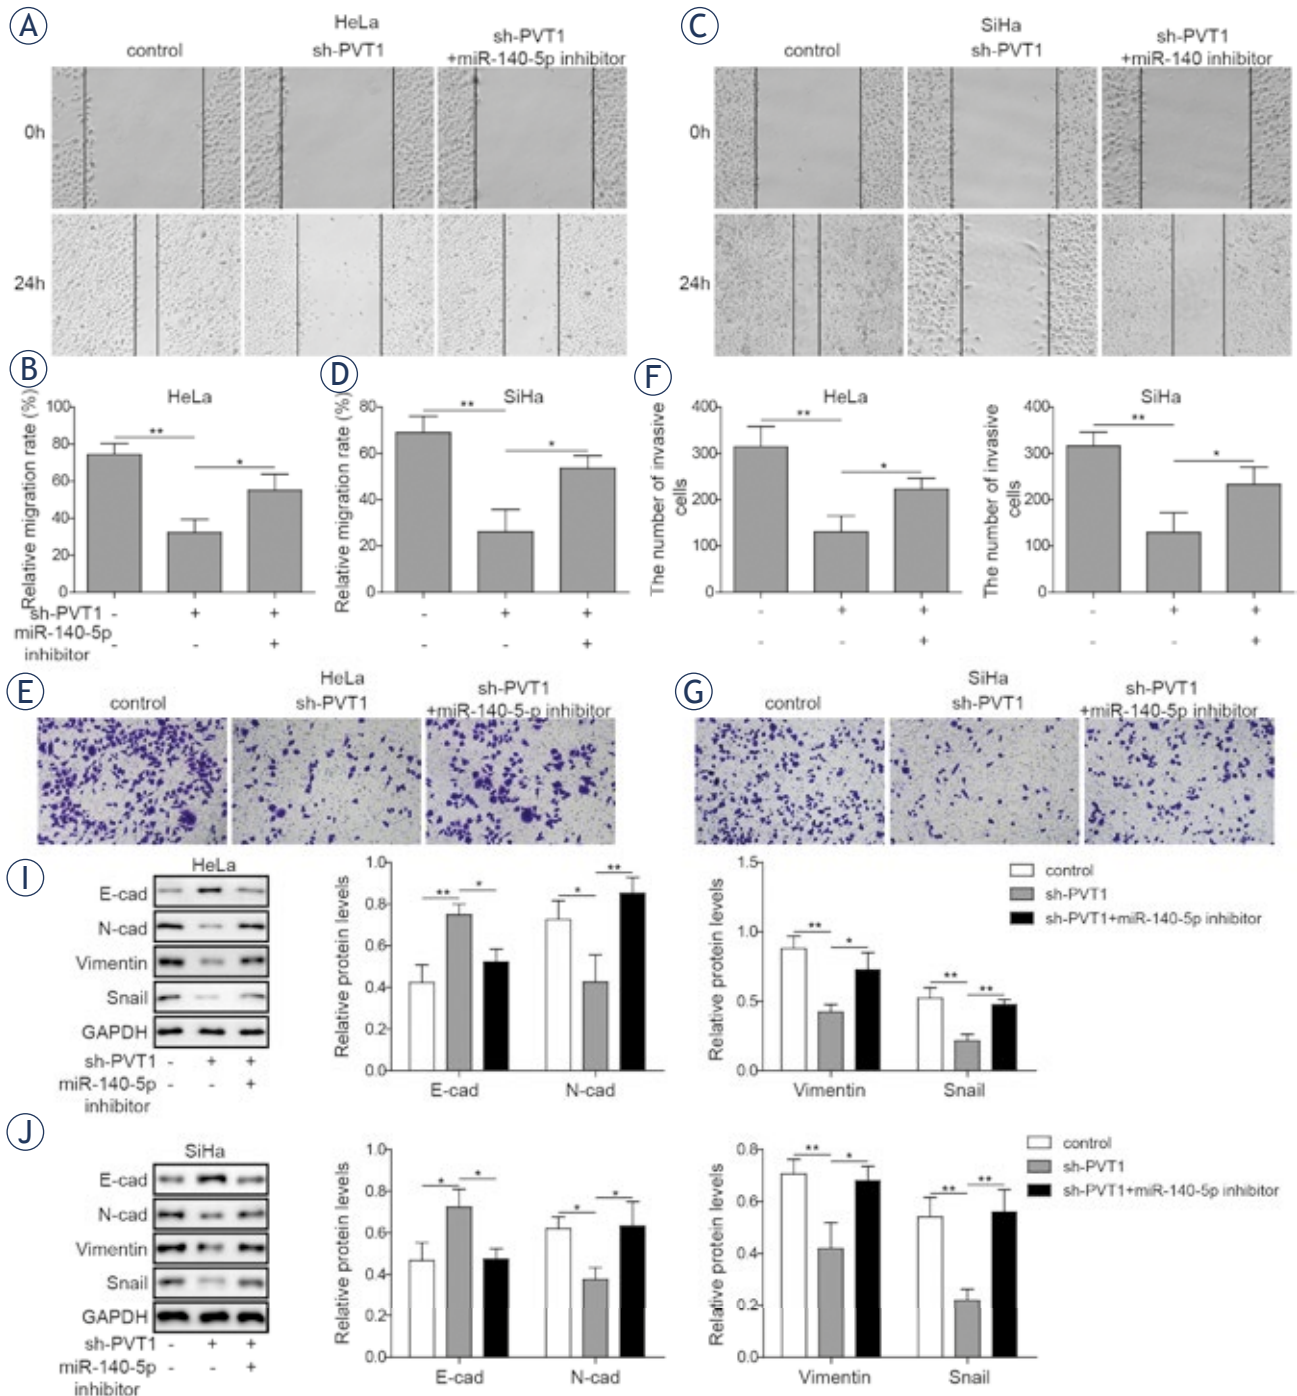 A
HeLa
control
sh-PVT1
sh-PVT1
+miR-140-5p inhibitor
0h
24h
C
SiHa
control
sh-PVT1
sh-PVT1
+miR-140 inhibitor
0h
24h
B
HeLa
Relative migration rate (%)
100
80
60
40
20
0
**
*
sh-PVT1 - + +
miR-140-5p
inhibitor - - +
D
SiHa
Relative migration rate (%)
80
60
40
20
0
**
*
- + +
- - +
F
HeLa
The number of invasive
cells
400
300
200
100
0
**
*
- + +
- - +
SiHa
The number of invasive
cells
400
300
200
100
0
**
*
- + +
- - +
E
HeLa
control
sh-PVT1
sh-PVT1
+miR-140-5-p inhibitor
G
SiHa
control
sh-PVT1
sh-PVT1
+miR-140-5p inhibitor
I
HeLa
E-cad
N-cad
Vimentin
Snail
GAPDH
sh-PVT1 - + +
miR-140-5p - - +
inhibitor
Relative protein levels
1.0
0.8
0.6
0.4
0.2
0.0
** *
* **
E-cad N-cad
Relative protein levels
1.5
1.0
0.5
0.0
** *
** **
Vimentin Snail
control
sh-PVT1
sh-PVT1+miR-140-5p inhibitor
J
SiHa
E-cad
N-cad
Vimentin
Snail
GAPDH
sh-PVT1 - + +
miR-140-5p - - +
inhibitor
Relative protein levels
1.0
0.8
0.6
0.4
0.2
0.0
* *
* *
E-cad N-cad
Relative protein levels
0.8
0.6
0.4
0.2
0.0
** *
** **
Vimentin Snail
control
sh-PVT1
sh-PVT1+miR-140-5p inhibitor